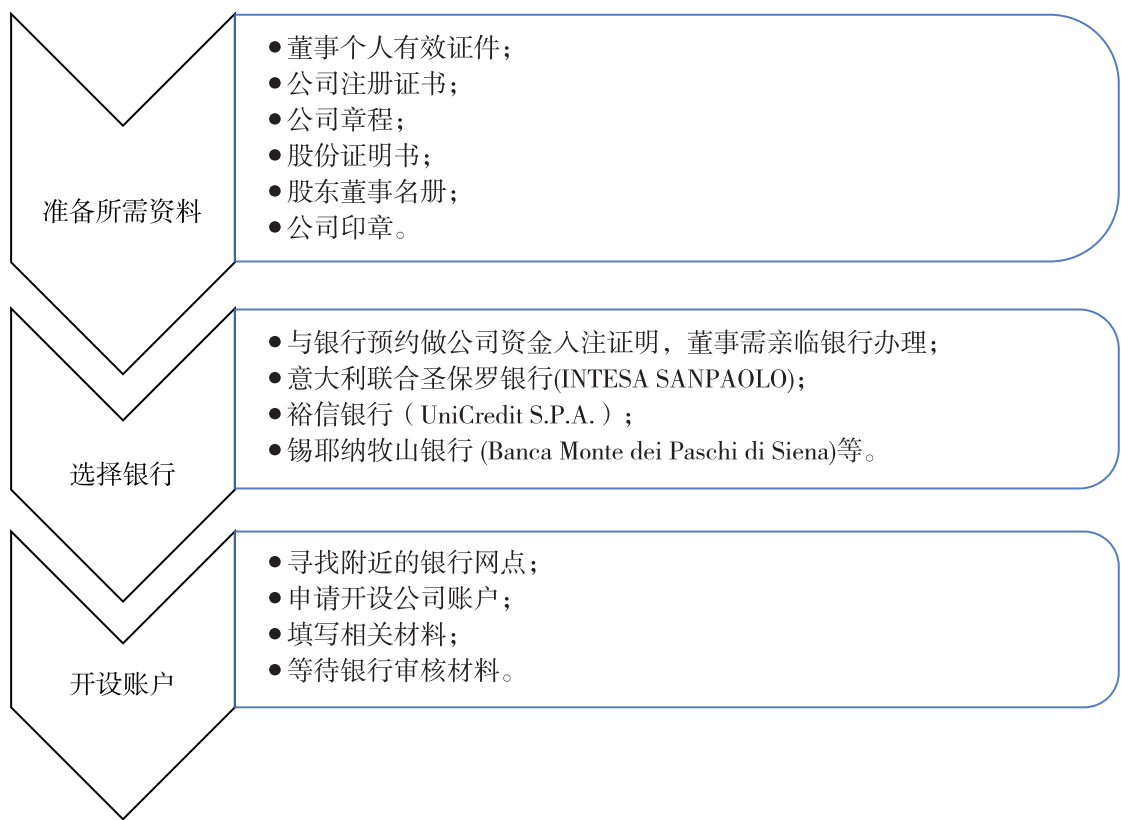 准备所需资料
●董事个人有效证件；
●公司注册证书；
●公司章程；
●股份证明书；
●股东董事名册；
●公司印章。
选择银行
●与银行预约做公司资金入注证明，董事需亲临银行办理；
●意大利联合圣保罗银行(INTESA SANPAOLO)；
●裕信银行（UniCredit S.P.A.）；
●锡耶纳牧山银行 (Banca Monte dei Paschi di Siena)等。
开设账户
●寻找附近的银行网点；
●申请开设公司账户；
●填写相关材料；
●等待银行审核材料。